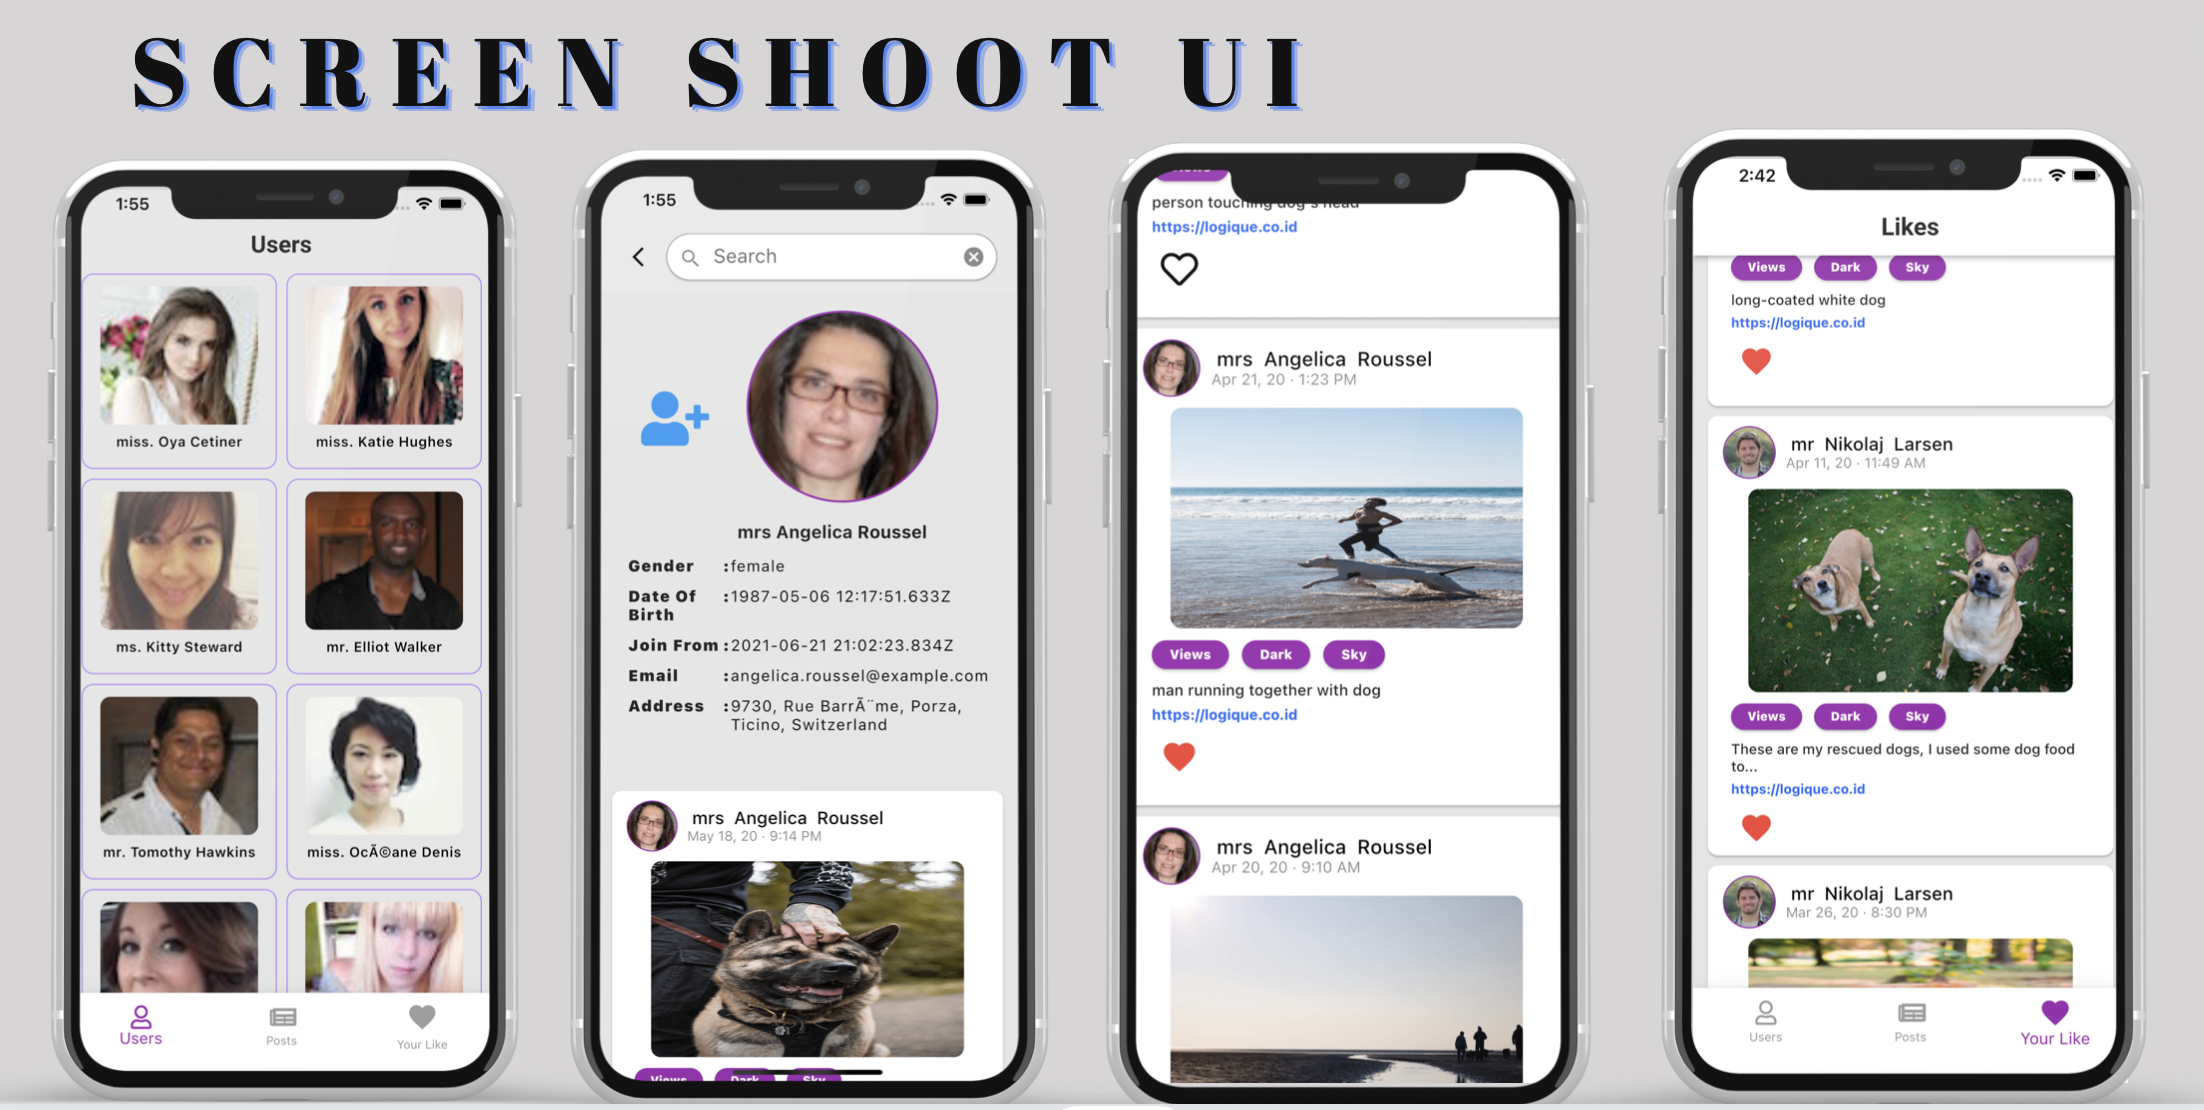 SCREEN SHOOT UI
1:55
Users
miss. Oya Cetiner
miss. Katie Hughes
ms. Kitty Steward
mr. Elliot Walker
mr. Tomothy Hawkins
miss. OcÃ©ane Denis
Users
Posts
Your Like
1:55
Search
mrs Angelica Roussel
Gender :female
Date Of Birth :1987-05-06 12:17:51.633Z
Join From :2021-06-21 21:02:23.834Z
Email :angelica.roussel@example.com
Address :9730, Rue BarrÃ¨me, Porza,
Ticino, Switzerland
mrs Angelica Roussel
May 18, 20 · 9:14 PM
Views Dark Sky
person touching dog's head
https://logique.co.id
mrs Angelica Roussel
Apr 21, 20 · 1:23 PM
Views Dark Sky
man running together with dog
https://logique.co.id
mrs Angelica Roussel
Apr 20, 20 · 9:10 AM
2:42
Likes
Views Dark Sky
long-coated white dog
https://logique.co.id
mr Nikolaj Larsen
Apr 11, 20 · 11:49 AM
Views Dark Sky
These are my rescued dogs, I used some dog food
to...
https://logique.co.id
mr Nikolaj Larsen
Mar 26, 20 · 8:30 PM
Users
Posts
Your Like